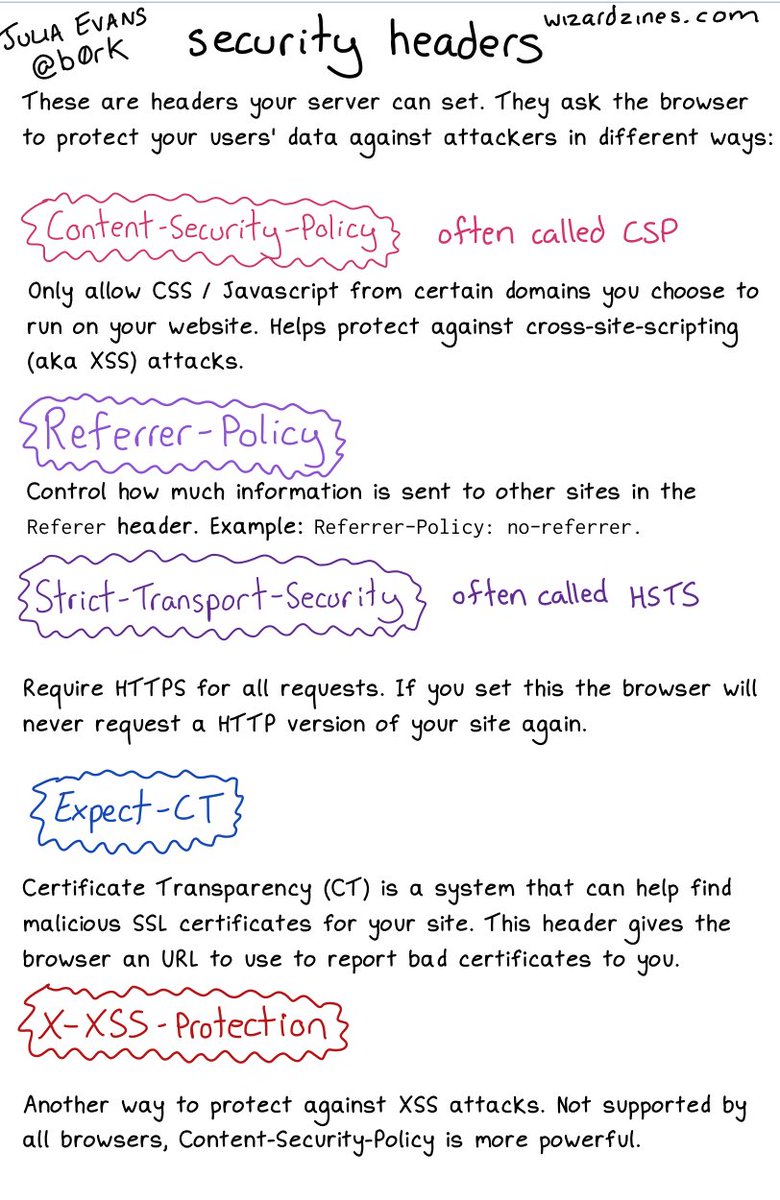 JULIA EVANS
@b0rk
security headers
wizardzines.com
These are headers your server can set. They ask the browser
to protect your users' data against attackers in different ways:
Content-Security-Policy
often called CSP
Only allow CSS / Javascript from certain domains you choose to
run on your website. Helps protect against cross-site-scripting
(aka XSS) attacks.
Referrer-Policy
Control how much information is sent to other sites in the
Referer header. Example: Referrer-Policy: no-referrer.
Strict-Transport-Security
often called HSTS
Require HTTPS for all requests. If you set this the browser will
never request a HTTP version of your site again.
Expect-CT
Certificate Transparency (CT) is a system that can help find
malicious SSL certificates for your site. This header gives the
browser an URL to use to report bad certificates to you.
X-XSS-Protection
Another way to protect against XSS attacks. Not supported by
all browsers, Content-Security-Policy is more powerful.